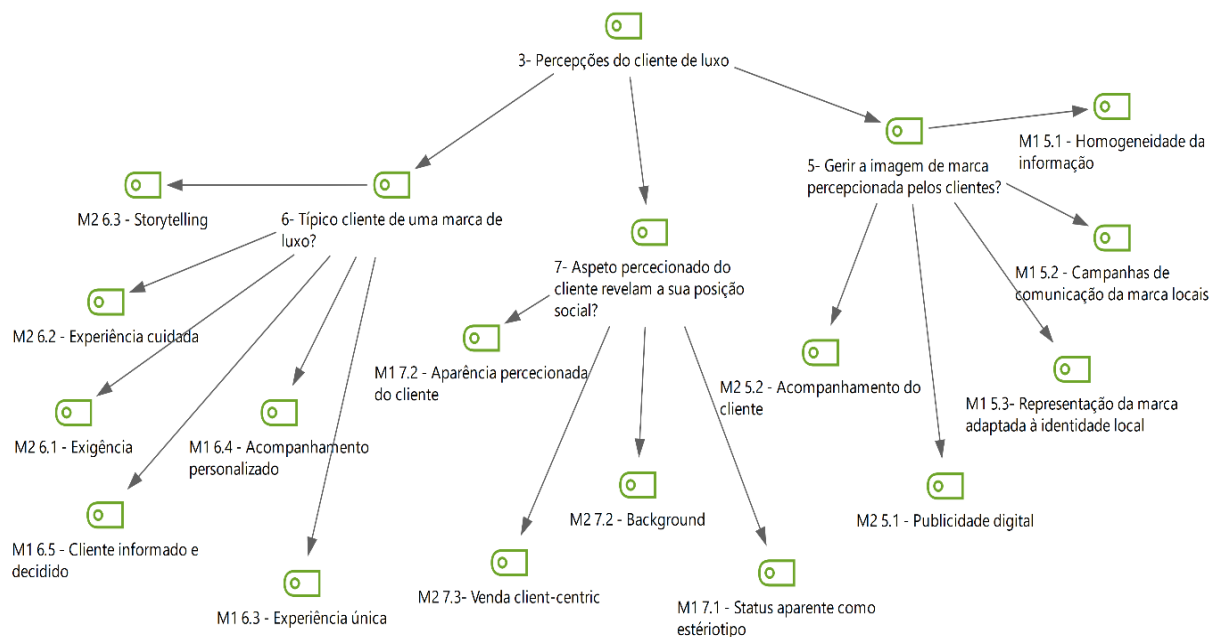 3- Percepções do cliente de luxo
M1 5.1 - Homogeneidade da
informação
5- Gerir a imagem de marca
percepcionada pelos clientes?
M2 6.3 - Storytelling
6- Típico cliente de uma marca de
luxo?
7- Aspeto percecionado do
cliente revelam a sua posição
social?
M1 5.2 - Campanhas de
comunicação da marca locais
M2 6.2 - Experiência cuidada
M1 7.2 - Aparência percecionada
do cliente
M2 5.2 - Acompanhamento do
cliente
M1 5.3- Representação da marca
adaptada à identidade local
M2 6.1 - Exigência
M1 6.4 - Acompanhamento
personalizado
M2 7.2 - Background
M2 5.1 - Publicidade digital
M1 6.5 - Cliente informado e
decidido
M1 6.3 - Experiência única
M2 7.3- Venda client-centric
M1 7.1 - Status aparente como
estériotipo